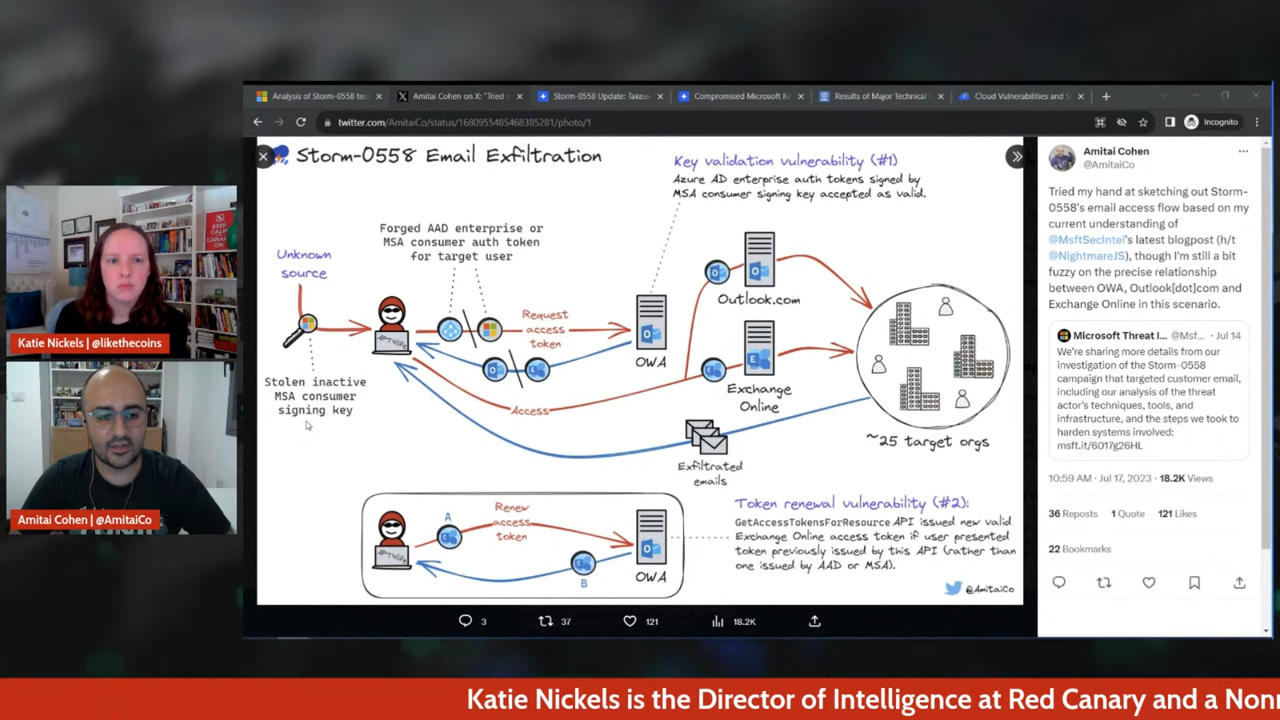 Analysis of Storm-0558 tec
Amitai Cohen on X: "Tried m
Storm-0558 Update: Takea
Compromised Microsoft Ke
Results of Major Technical
Cloud Vulnerabilities and S
twitter.com/AmitaiCo/status/1680955485468385281/photo/1
Incognito
Storm-0558 Email Exfiltration
Key validation vulnerability (#1)
Azure AD enterprise auth tokens signed by
MSA consumer signing key accepted as valid.
Forged AAD enterprise or
MSA consumer auth token
for target user
Unknown
source
Request
access
token
OWA
Outlook.com
Exchange
Online
Access
Stolen inactive
MSA consumer
signing key
~25 target orgs
Exfiltrated
emails
A
Renew
access
token
B
OWA
Token renewal vulnerability (#2):
GetAccessTokensForResource API issued new valid
Exchange Online access token if user presented
token previously issued by this API (rather than
one issued by AAD or MSA).
@AmitaiCo
3
37
121
18.2K
Amitai Cohen
@AmitaiCo
Tried my hand at sketching out Storm-
0558's email access flow based on my
current understanding of
@MsftSecIntel's latest blogpost (h/t
@NightmareJS), though I'm still a bit
fuzzy on the precise relationship
between OWA, Outlook[dot]com and
Exchange Online in this scenario.
Microsoft Threat I... @Msf... · Jul 14
We're sharing more details from our
investigation of the Storm-0558
campaign that targeted customer email,
including our analysis of the threat
actor's techniques, tools, and
infrastructure, and the steps we took to
harden systems involved:
msft.it/6017g26HL
10:59 AM · Jul 17, 2023 · 18.2K Views
36 Reposts 1 Quote 121 Likes
22 Bookmarks
KEEP
CALM
CANAR
ON
Katie Nickels | @likethecoins
Amitai Cohen | @AmitaiCo
Katie Nickels is the Director of Intelligence at Red Canary and a Non